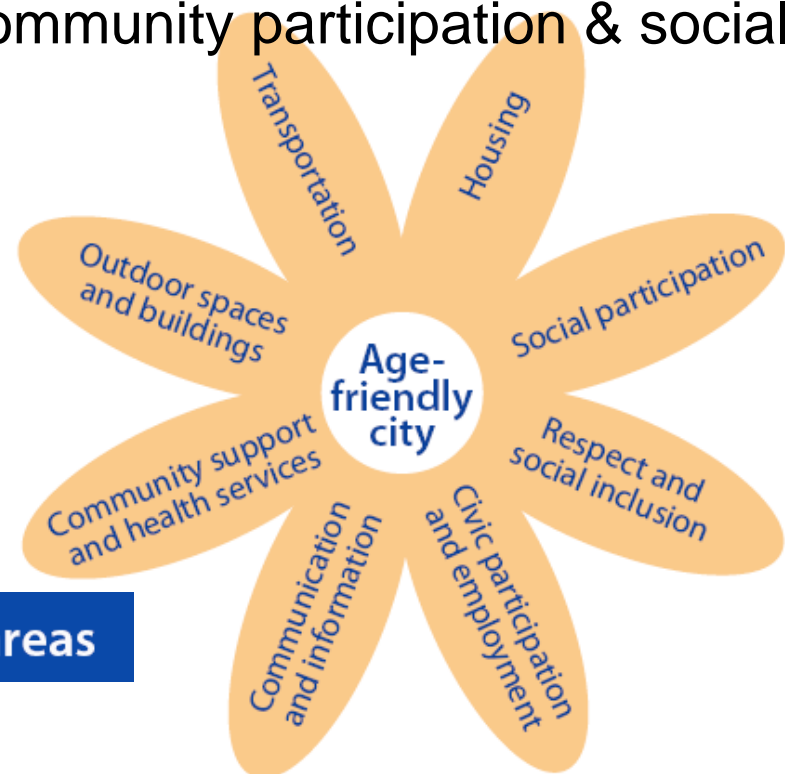 ommunity participation & social
Transportation
Housing
Outdoor spaces
and buildings
Social participation
Age-
friendly
city
Community support
and health services
Respect and
social inclusion
Communication
and information
Civic participation
and employment
reas